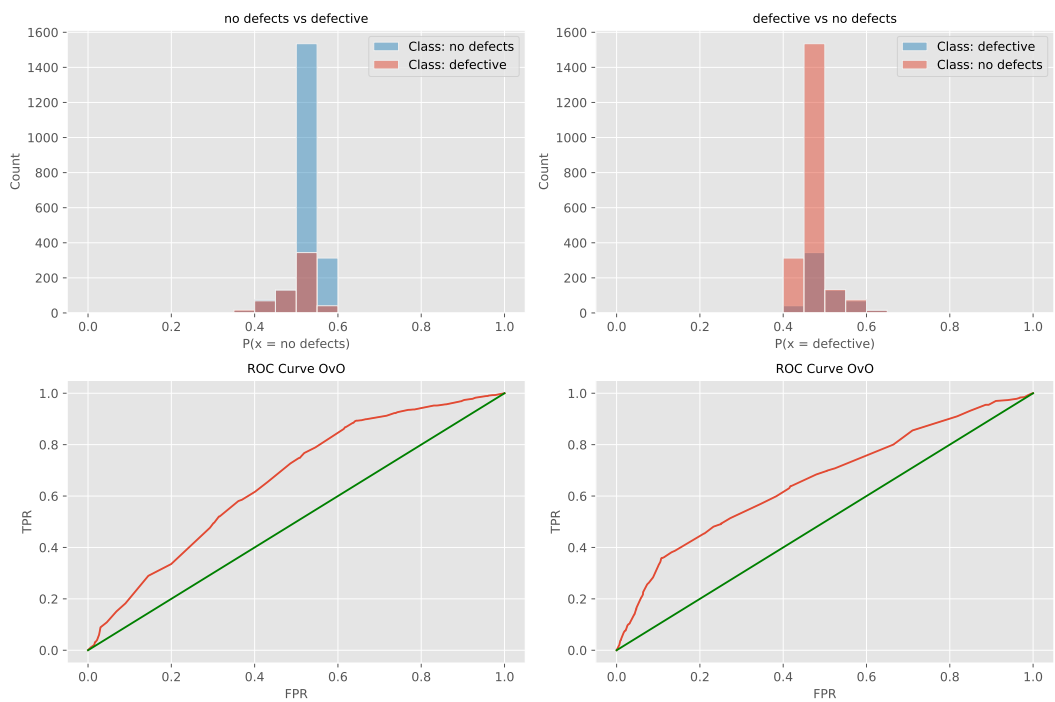 no defects vs defective
Class: no defects
Class: defective
1600
1400
1200
1000
800
600
400
200
0
Count
0.0 0.2 0.4 0.6 0.8 1.0
P(x = no defects)
defective vs no defects
Class: defective
Class: no defects
1600
1400
1200
1000
800
600
400
200
0
Count
0.0 0.2 0.4 0.6 0.8 1.0
P(x = defective)
ROC Curve OvO
1.0
0.8
0.6
0.4
0.2
0.0
TPR
0.0 0.2 0.4 0.6 0.8 1.0
FPR
ROC Curve OvO
1.0
0.8
0.6
0.4
0.2
0.0
TPR
0.0 0.2 0.4 0.6 0.8 1.0
FPR